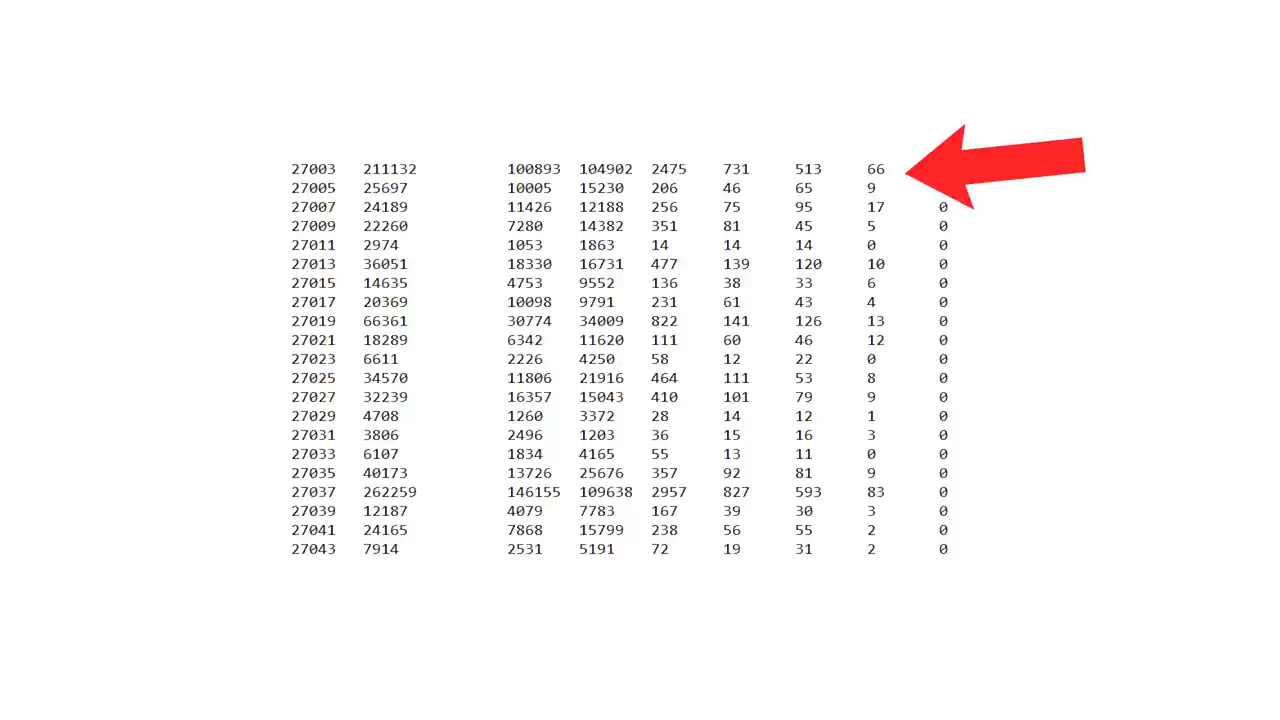 27003 211132 100893 104902 2475 731 513 66
27005 25697 10005 15230 206 46 65 9
27007 24189 11426 12188 256 75 95 17 0
27009 22260 7280 14382 351 81 45 5 0
27011 2974 1053 1863 14 14 14 0 0
27013 36051 18330 16731 477 139 120 10 0
27015 14635 4753 9552 136 38 33 6 0
27017 20369 10098 9791 231 61 43 4 0
27019 66361 30774 34009 822 141 126 13 0
27021 18289 6342 11620 111 60 46 12 0
27023 6611 2226 4250 58 12 22 0 0
27025 34570 11806 21916 464 111 53 8 0
27027 32239 16357 15043 410 101 79 9 0
27029 4708 1260 3372 28 14 12 1 0
27031 3806 2496 1203 36 15 16 3 0
27033 6107 1834 4165 55 13 11 0 0
27035 40173 13726 25676 357 92 81 9 0
27037 262259 146155 109638 2957 827 593 83 0
27039 12187 4079 7783 167 39 30 3 0
27041 24165 7868 15799 238 56 55 2 0
27043 7914 2531 5191 72 19 31 2 0